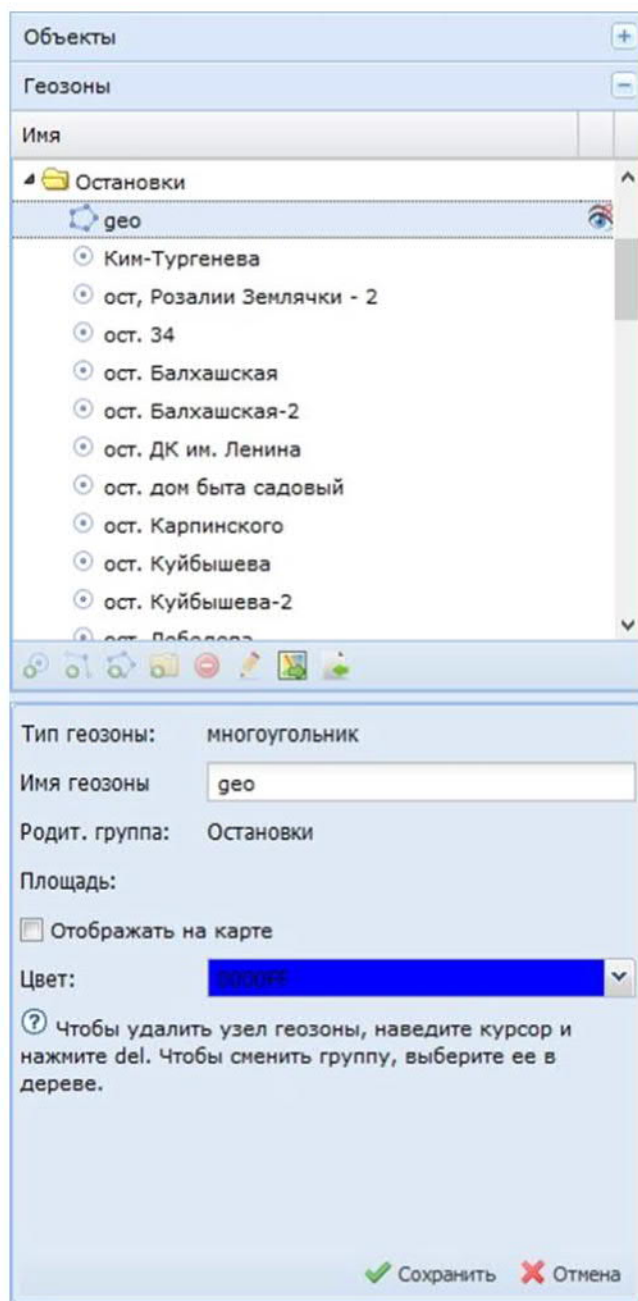 Объекты
Геозоны
Имя
Остановки
geo
Ким-Тургенева
ост, Розалии Землячки - 2
ост. 34
ост. Балхашская
ост. Балхашская-2
ост. ДК им. Ленина
ост. дом быта садовый
ост. Карпинского
ост. Куйбышева
ост. Куйбышева-2
ост. Лебедева
Тип геозоны: многоугольник
Имя геозоны geo
Родит. группа: Остановки
Площадь:
Отображать на карте
Цвет: 0000FF
Чтобы удалить узел геозоны, наведите курсор и
нажмите del. Чтобы сменить группу, выберите ее в
дереве.
Сохранить Отмена